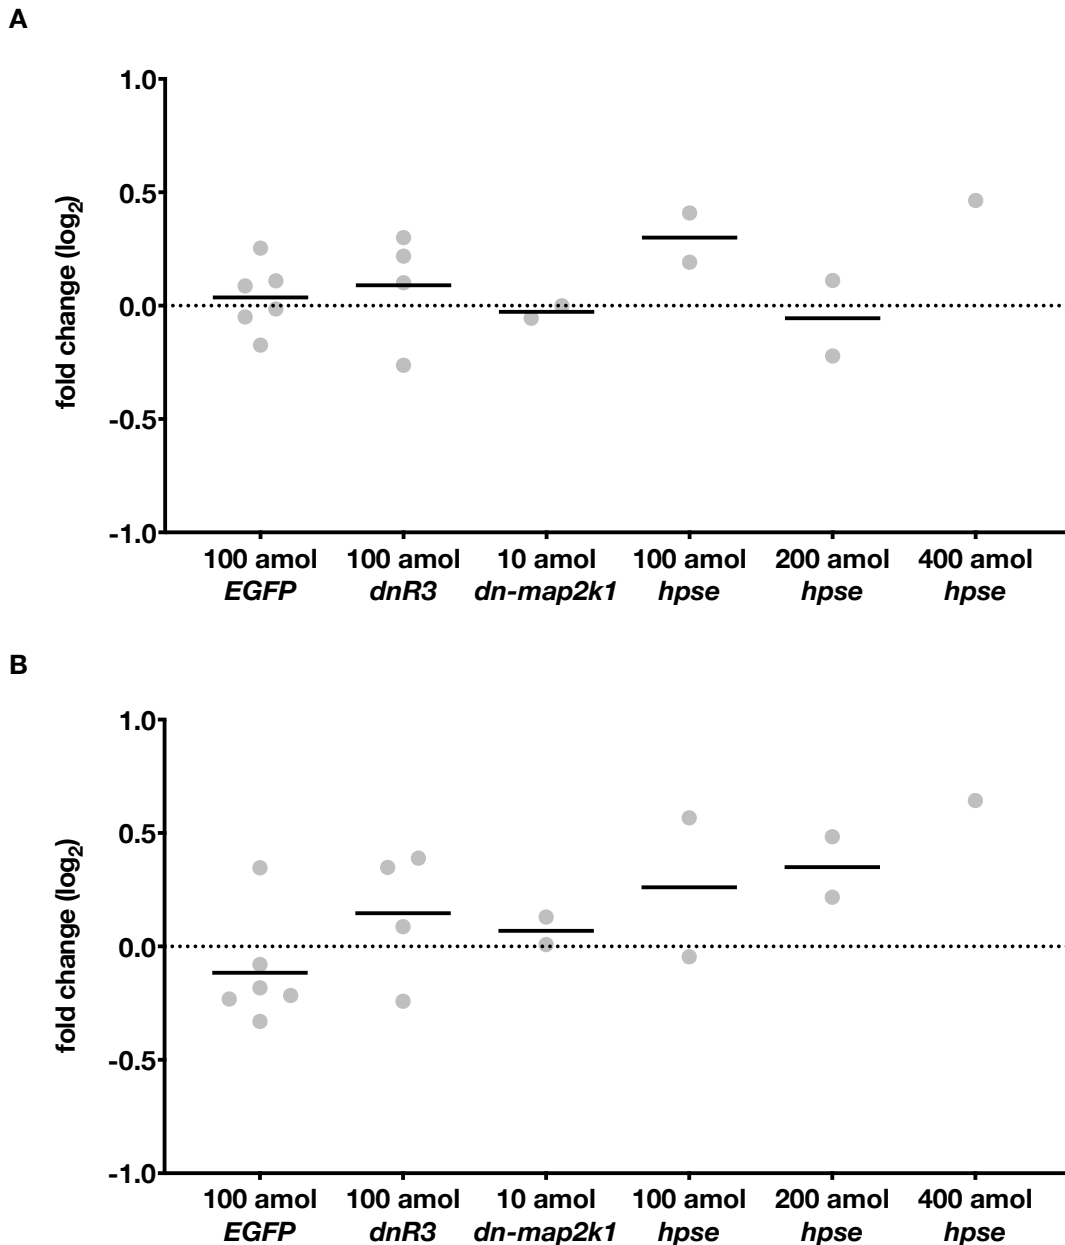 A
fold change (log2)
1.0
0.5
0.0
-0.5
-1.0
100 amol 100 amol 10 amol 100 amol 200 amol 400 amol
EGFP dnR3 dn-map2k1 hpse hpse hpse
B
fold change (log2)
1.0
0.5
0.0
-0.5
-1.0
100 amol 100 amol 10 amol 100 amol 200 amol 400 amol
EGFP dnR3 dn-map2k1 hpse hpse hpse